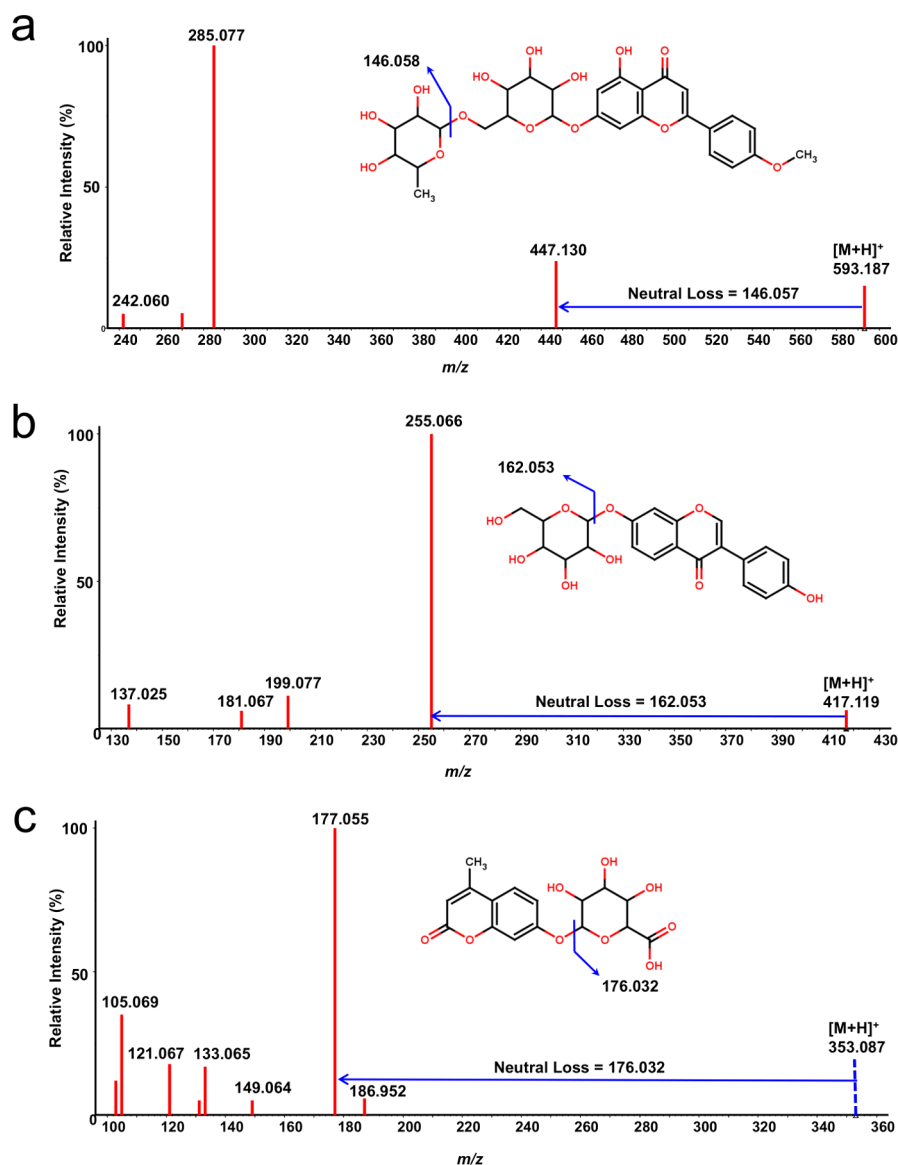 a
Relative Intensity (%)
100
50
0
285.077
242.060
447.130
[M+H]+
593.187
Neutral Loss = 146.057
146.058
OH
HO
OH
OH
O
O
OH
O
HO
HO
O
CH3
O
O
OH
O
O
O
CH3
240 260 280 300 320 340 360 380 400 420 440 460 480 500 520 540 560 580 600
m/z
b
Relative Intensity (%)
100
50
0
255.066
137.025
181.067
199.077
[M+H]+
417.119
Neutral Loss = 162.053
162.053
HO
O
O
O
HO
OH
OH
O
OH
130 150 170 190 210 230 250 270 290 310 330 350 370 390 410 430
m/z
c
Relative Intensity (%)
100
50
0
177.055
105.069
121.067
133.065
149.064
186.952
[M+H]+
353.087
Neutral Loss = 176.032
176.032
CH3
OH
HO
OH
O
O
O
O
O
OH
100 120 140 160 180 200 220 240 260 280 300 320 340 360
m/z